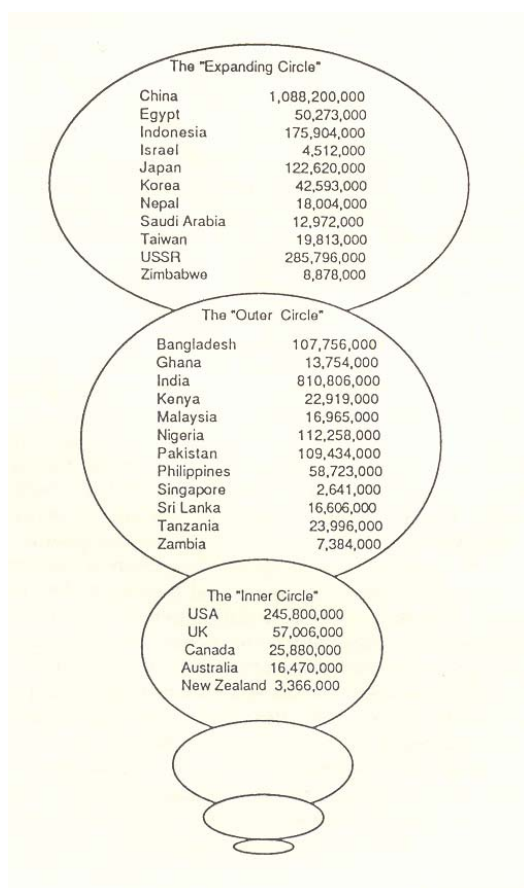 The "Expanding Circle"
China 1,088,200,000
Egypt 50,273,000
Indonesia 175,904,000
Israel 4,512,000
Japan 122,620,000
Korea 42,593,000
Nepal 18,004,000
Saudi Arabia 12,972,000
Taiwan 19,813,000
USSR 285,796,000
Zimbabwe 8,878,000
The "Outer Circle"
Bangladesh 107,756,000
Ghana 13,754,000
India 810,806,000
Kenya 22,919,000
Malaysia 16,965,000
Nigeria 112,258,000
Pakistan 109,434,000
Philippines 58,723,000
Singapore 2,641,000
Sri Lanka 16,606,000
Tanzania 23,996,000
Zambia 7,384,000
The "Inner Circle"
USA 245,800,000
UK 57,006,000
Canada 25,880,000
Australia 16,470,000
New Zealand 3,366,000